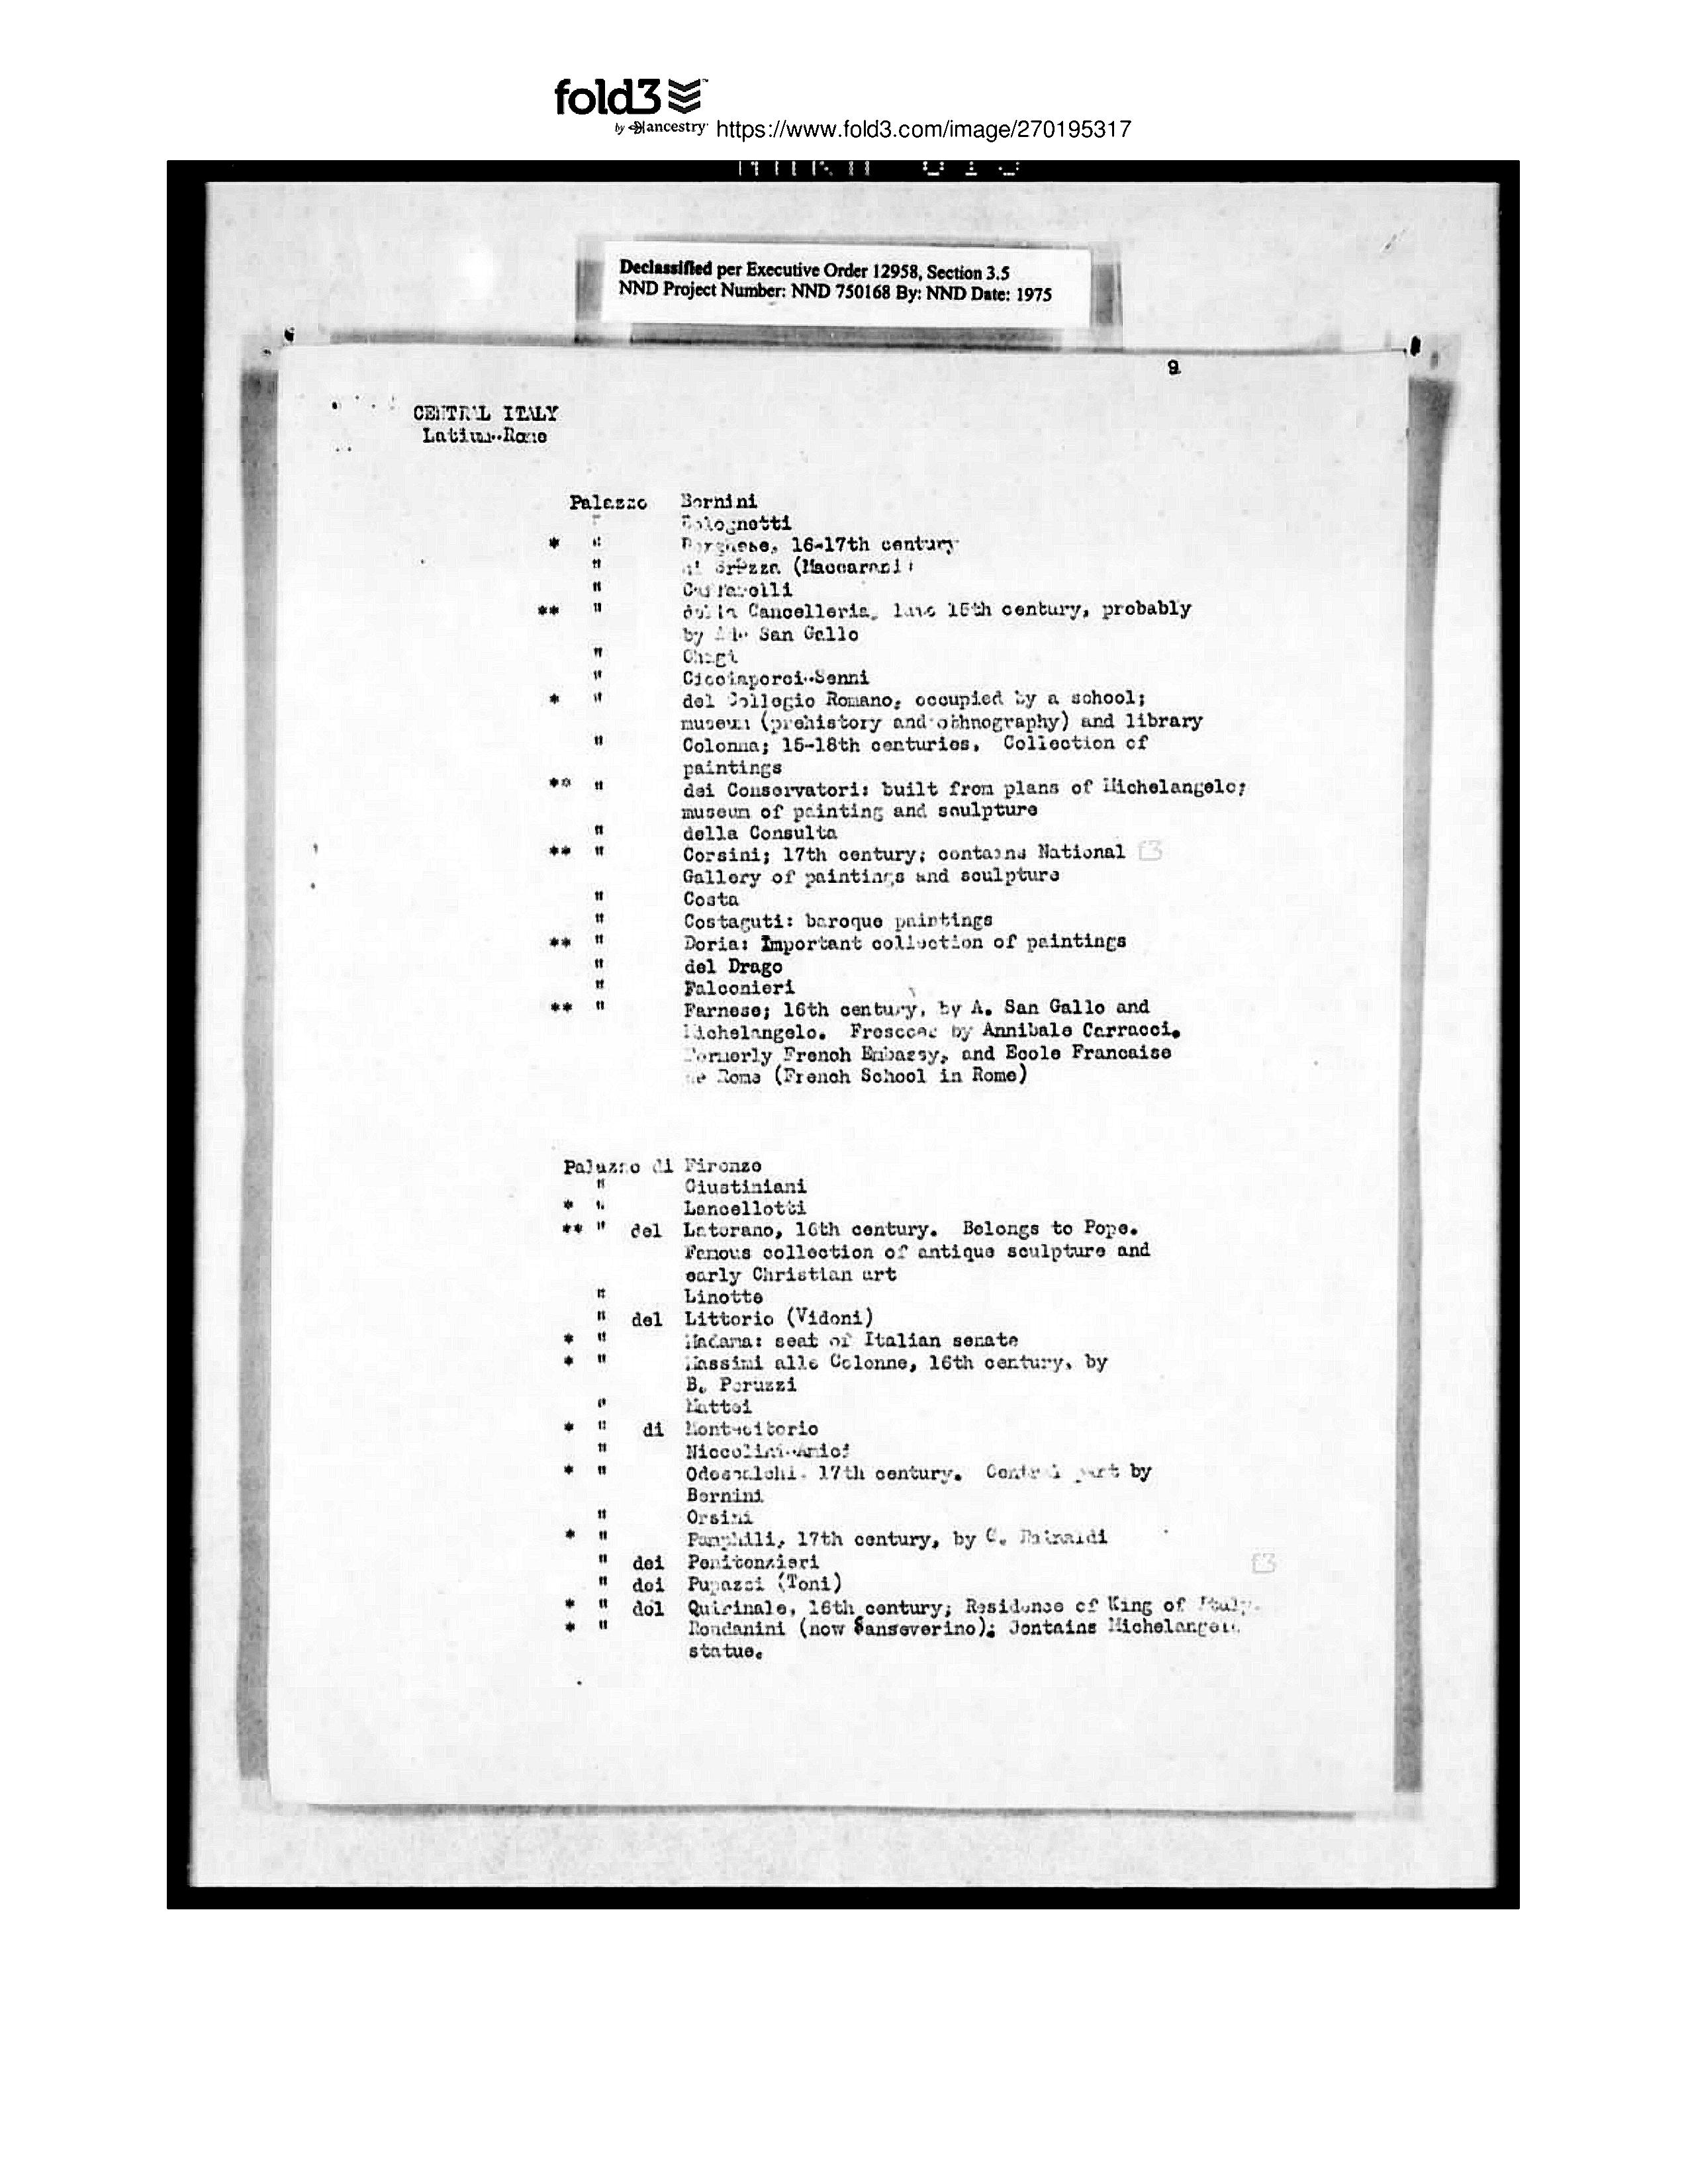 fold3
by ancestry https://www.fold3.com/image/270195317
Declassified per Executive Order 12958, Section 3.5
NND Project Number: NND 750168 By: NND Date: 1975
9
CENTRAL ITALY
Latium-Rome
Palazzo Bernini
" Bolognetti
* " Borghese, 16-17th century
" (Maccarani)
" Caffarelli
** " della Cancelleria, late 15th century, probably
by San Gallo
" Chigi
" Cicciaporci-Senni
* " del Collegio Romano, occupied by a school;
museum (prehistory and ethnography) and library
" Colonna; 15-18th centuries. Collection of
paintings
** " dei Conservatori: built from plans of Michelangelo;
museum of painting and sculpture
" della Consulta
** " Corsini; 17th century; contains National
Gallery of paintings and sculpture
" Costa
" Costaguti: baroque paintings
** " Doria: Important collection of paintings
" del Drago
" Falconieri
** " Farnese; 16th century, by A. San Gallo and
Michelangelo. Frescoes by Annibale Carracci.
Formerly French Embassy, and Ecole Francaise
de Rome (French School in Rome)
Palazzo di Firenze
" Giustiniani
* " Lancellotti
** " del Laterano, 16th century. Belongs to Pope.
Famous collection of antique sculpture and
early Christian art
" Linotte
" del Littorio (Vidoni)
* " Madama: seat of Italian senate
* " Massimi alle Colonne, 16th century, by
B. Peruzzi
" Mattei
* " di Montecitorio
" Niccolini-Amici
* " Odescalchi. 17th century. Central part by
Bernini
" Orsini
* " Pamphili, 17th century, by C. Rainaldi
" dei Penitenzieri
" dei Pupazzi (Toni)
* " del Quirinale, 16th century; Residence of King of Italy.
* " Rondanini (now Sanseverino); Contains Michelangelo
statue.